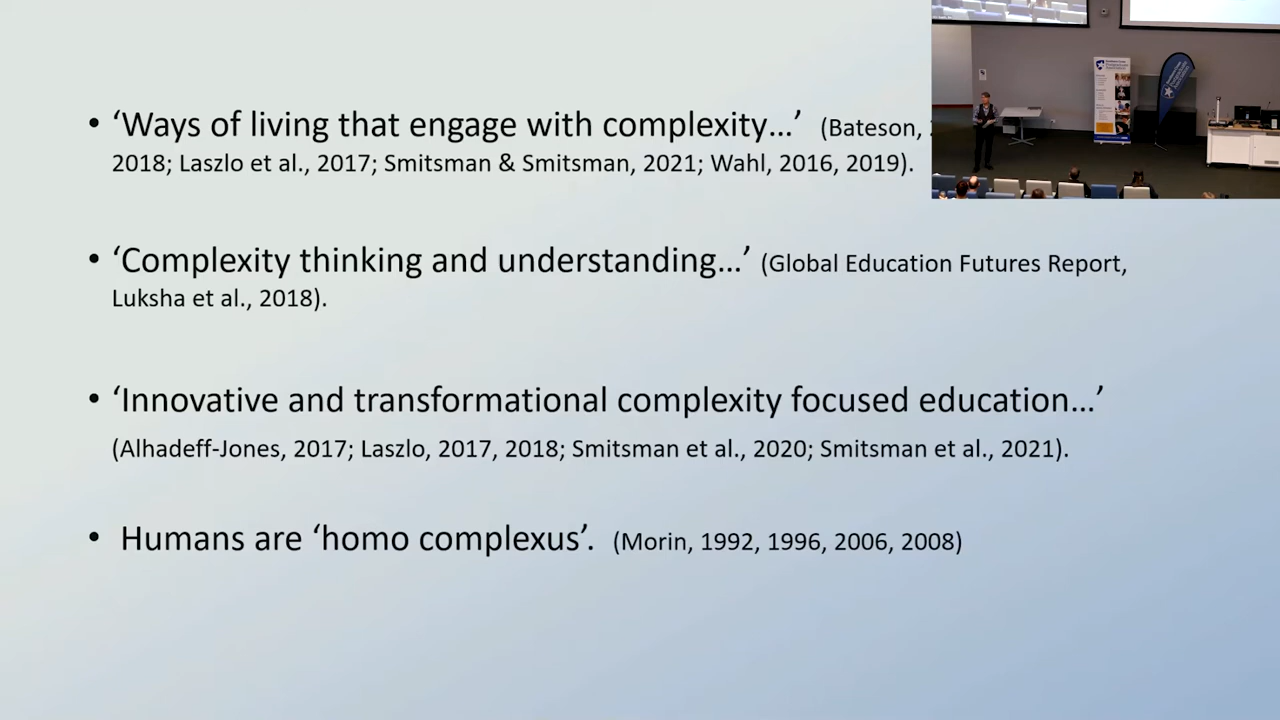 • ‘Ways of living that engage with complexity...’ (Bateson,
2018; Laszlo et al., 2017; Smitsman & Smitsman, 2021; Wahl, 2016, 2019).
• ‘Complexity thinking and understanding...’ (Global Education Futures Report,
Luksha et al., 2018).
• ‘Innovative and transformational complexity focused education...’
(Alhadeff-Jones, 2017; Laszlo, 2017, 2018; Smitsman et al., 2020; Smitsman et al., 2021).
• Humans are ‘homo complexus’. (Morin, 1992, 1996, 2006, 2008)